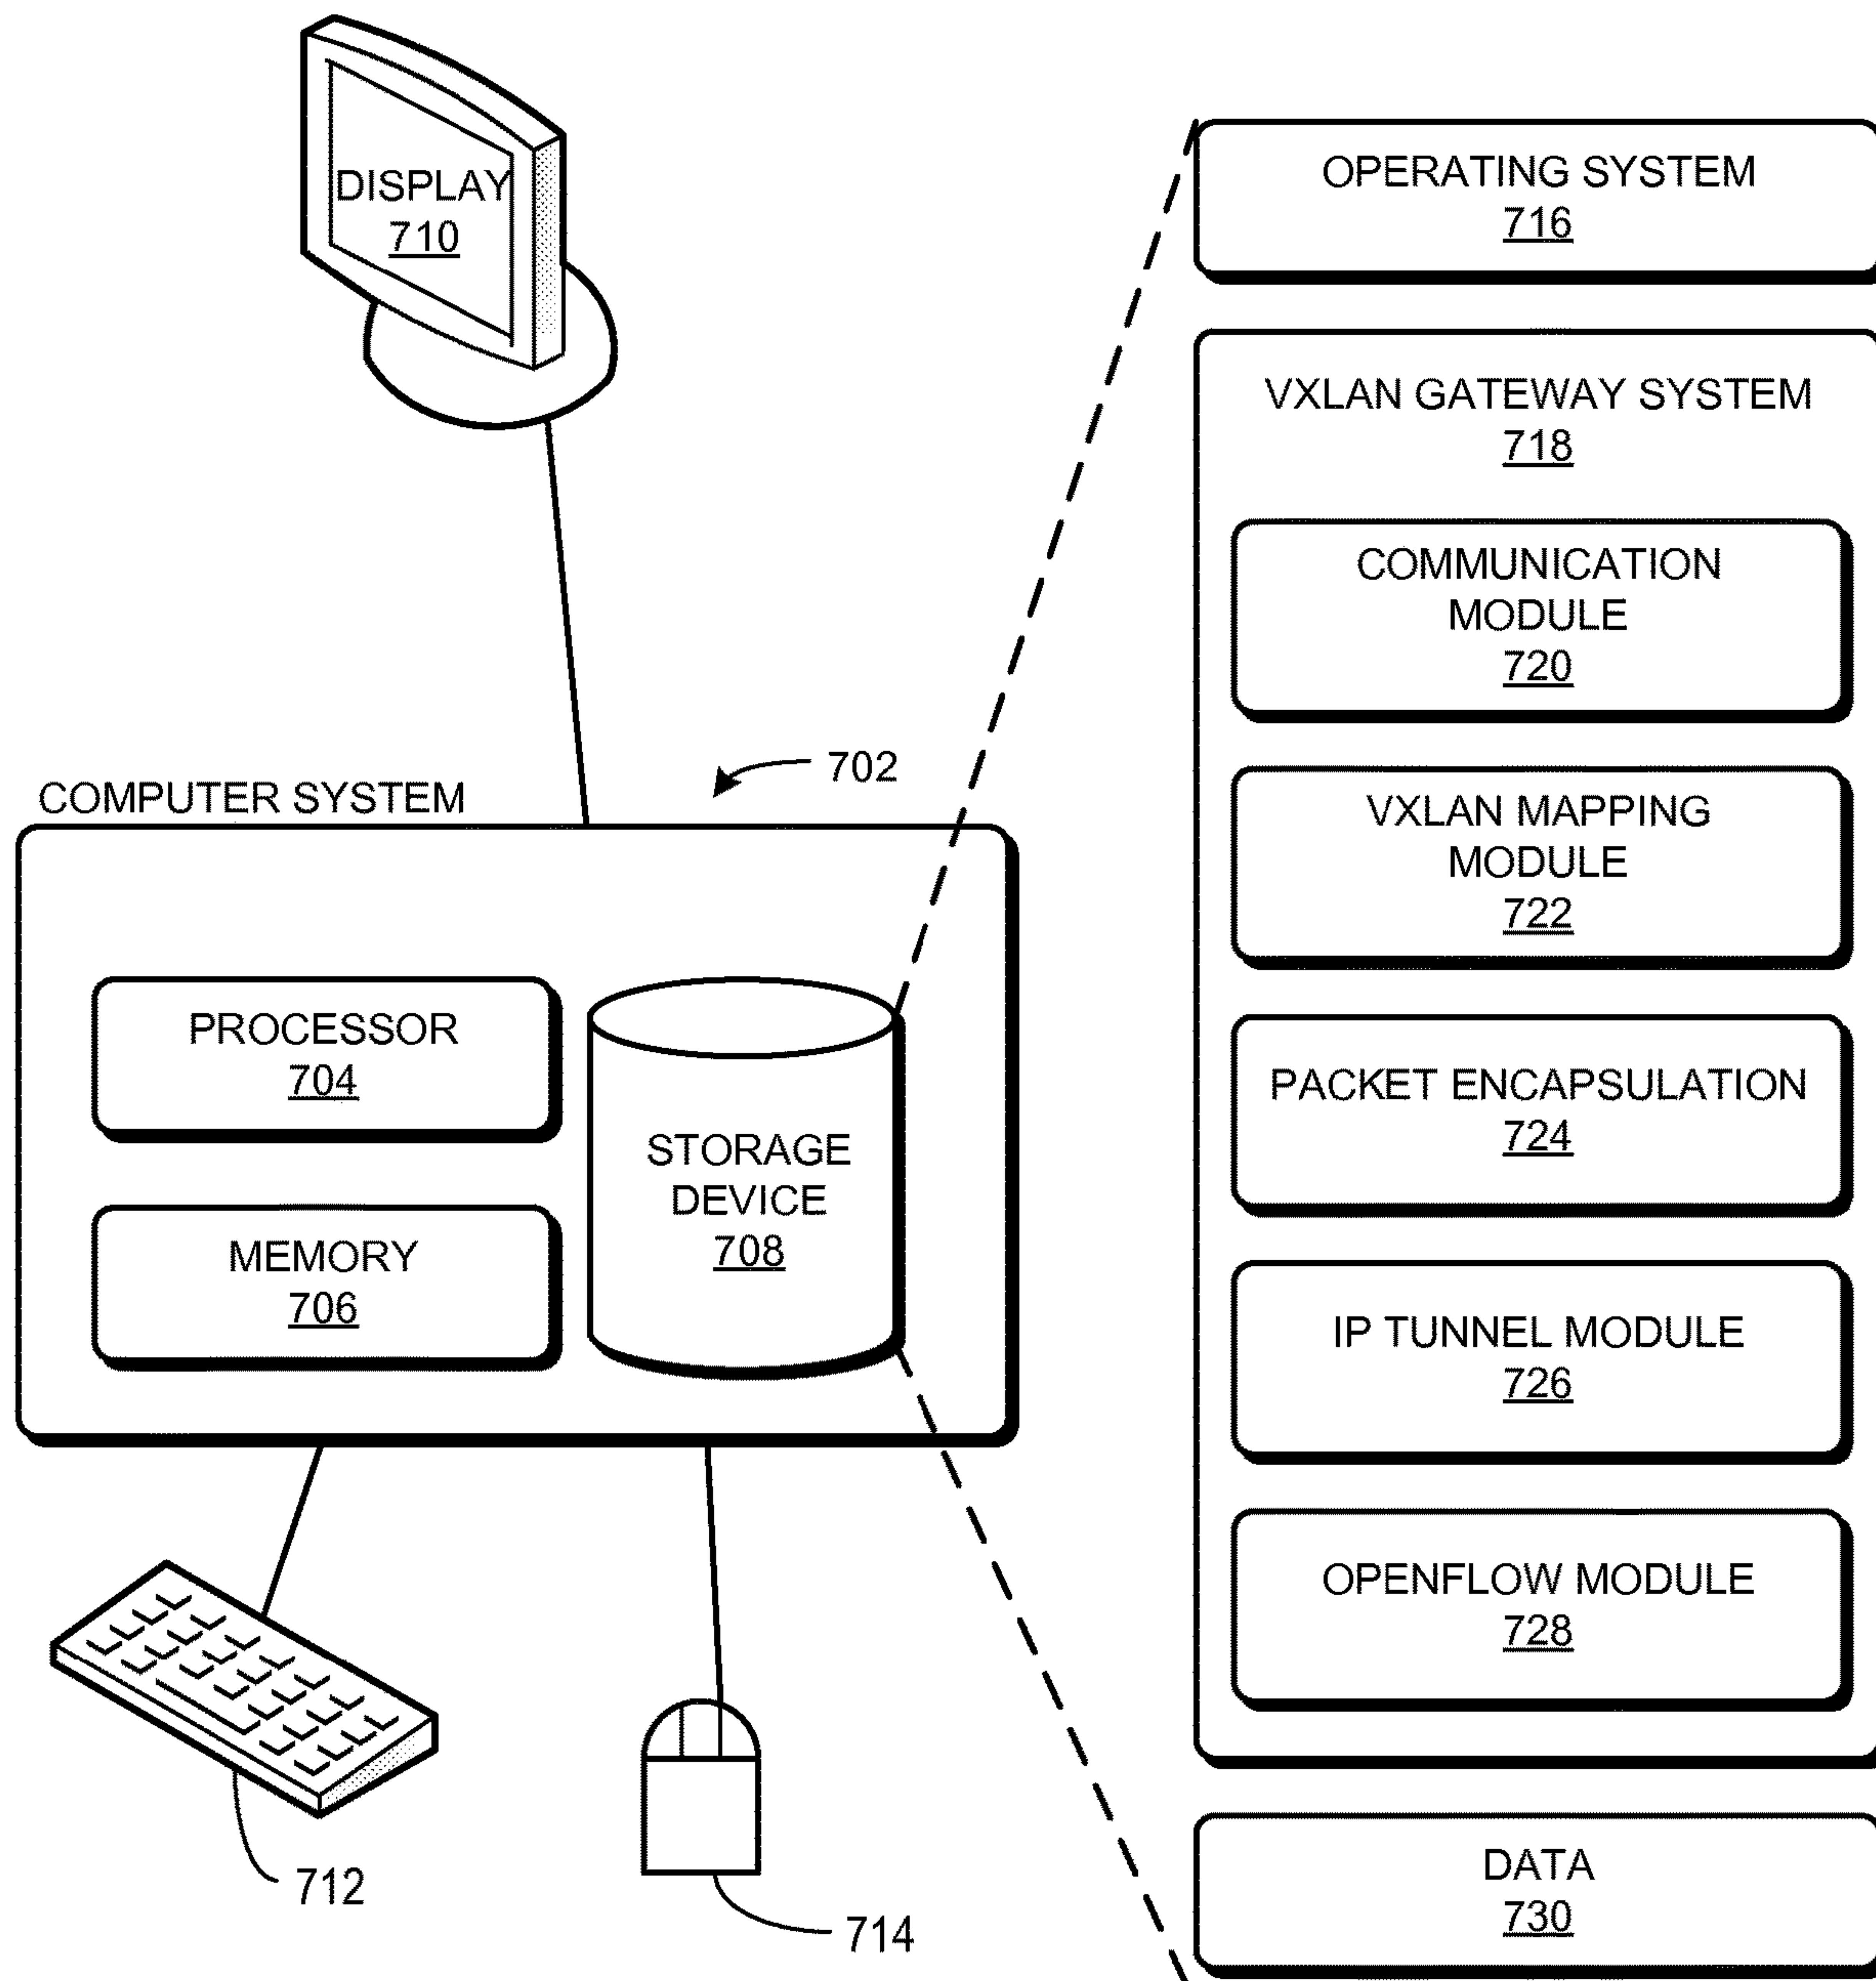 DISPLAY
710
702
COMPUTER SYSTEM
PROCESSOR
704
MEMORY
706
STORAGE
DEVICE
708
712
714
OPERATING SYSTEM
716
VXLAN GATEWAY SYSTEM
718
COMMUNICATION
MODULE
720
VXLAN MAPPING
MODULE
722
PACKET ENCAPSULATION
724
IP TUNNEL MODULE
726
OPENFLOW MODULE
728
DATA
730